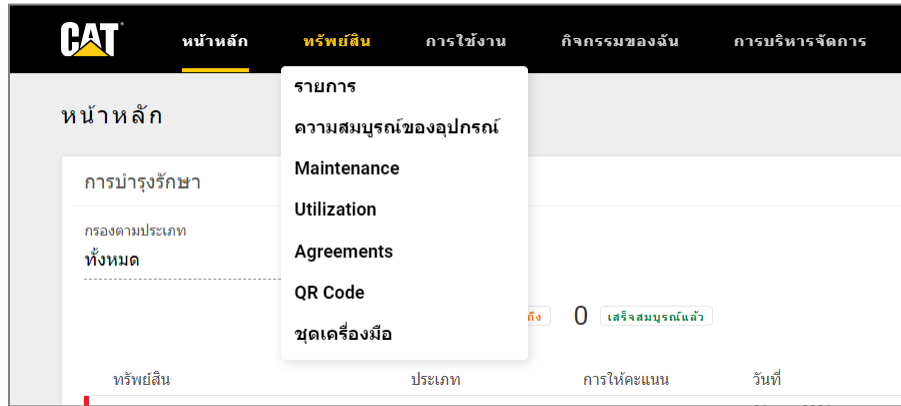 CAT หน้าหลัก ทรัพย์สิน การใช้งาน กิจกรรมของฉัน การบริหารจัดการ
รายการ
ความสมบูรณ์ของอุปกรณ์
Maintenance
Utilization
Agreements
QR Code
ชุดเครื่องมือ
หน้าหลัก
การบำรุงรักษา
กรองตามประเภท
ทั้งหมด
0 เสร็จสมบูรณ์แล้ว
ทรัพย์สิน ประเภท การให้คะแนน วันที่